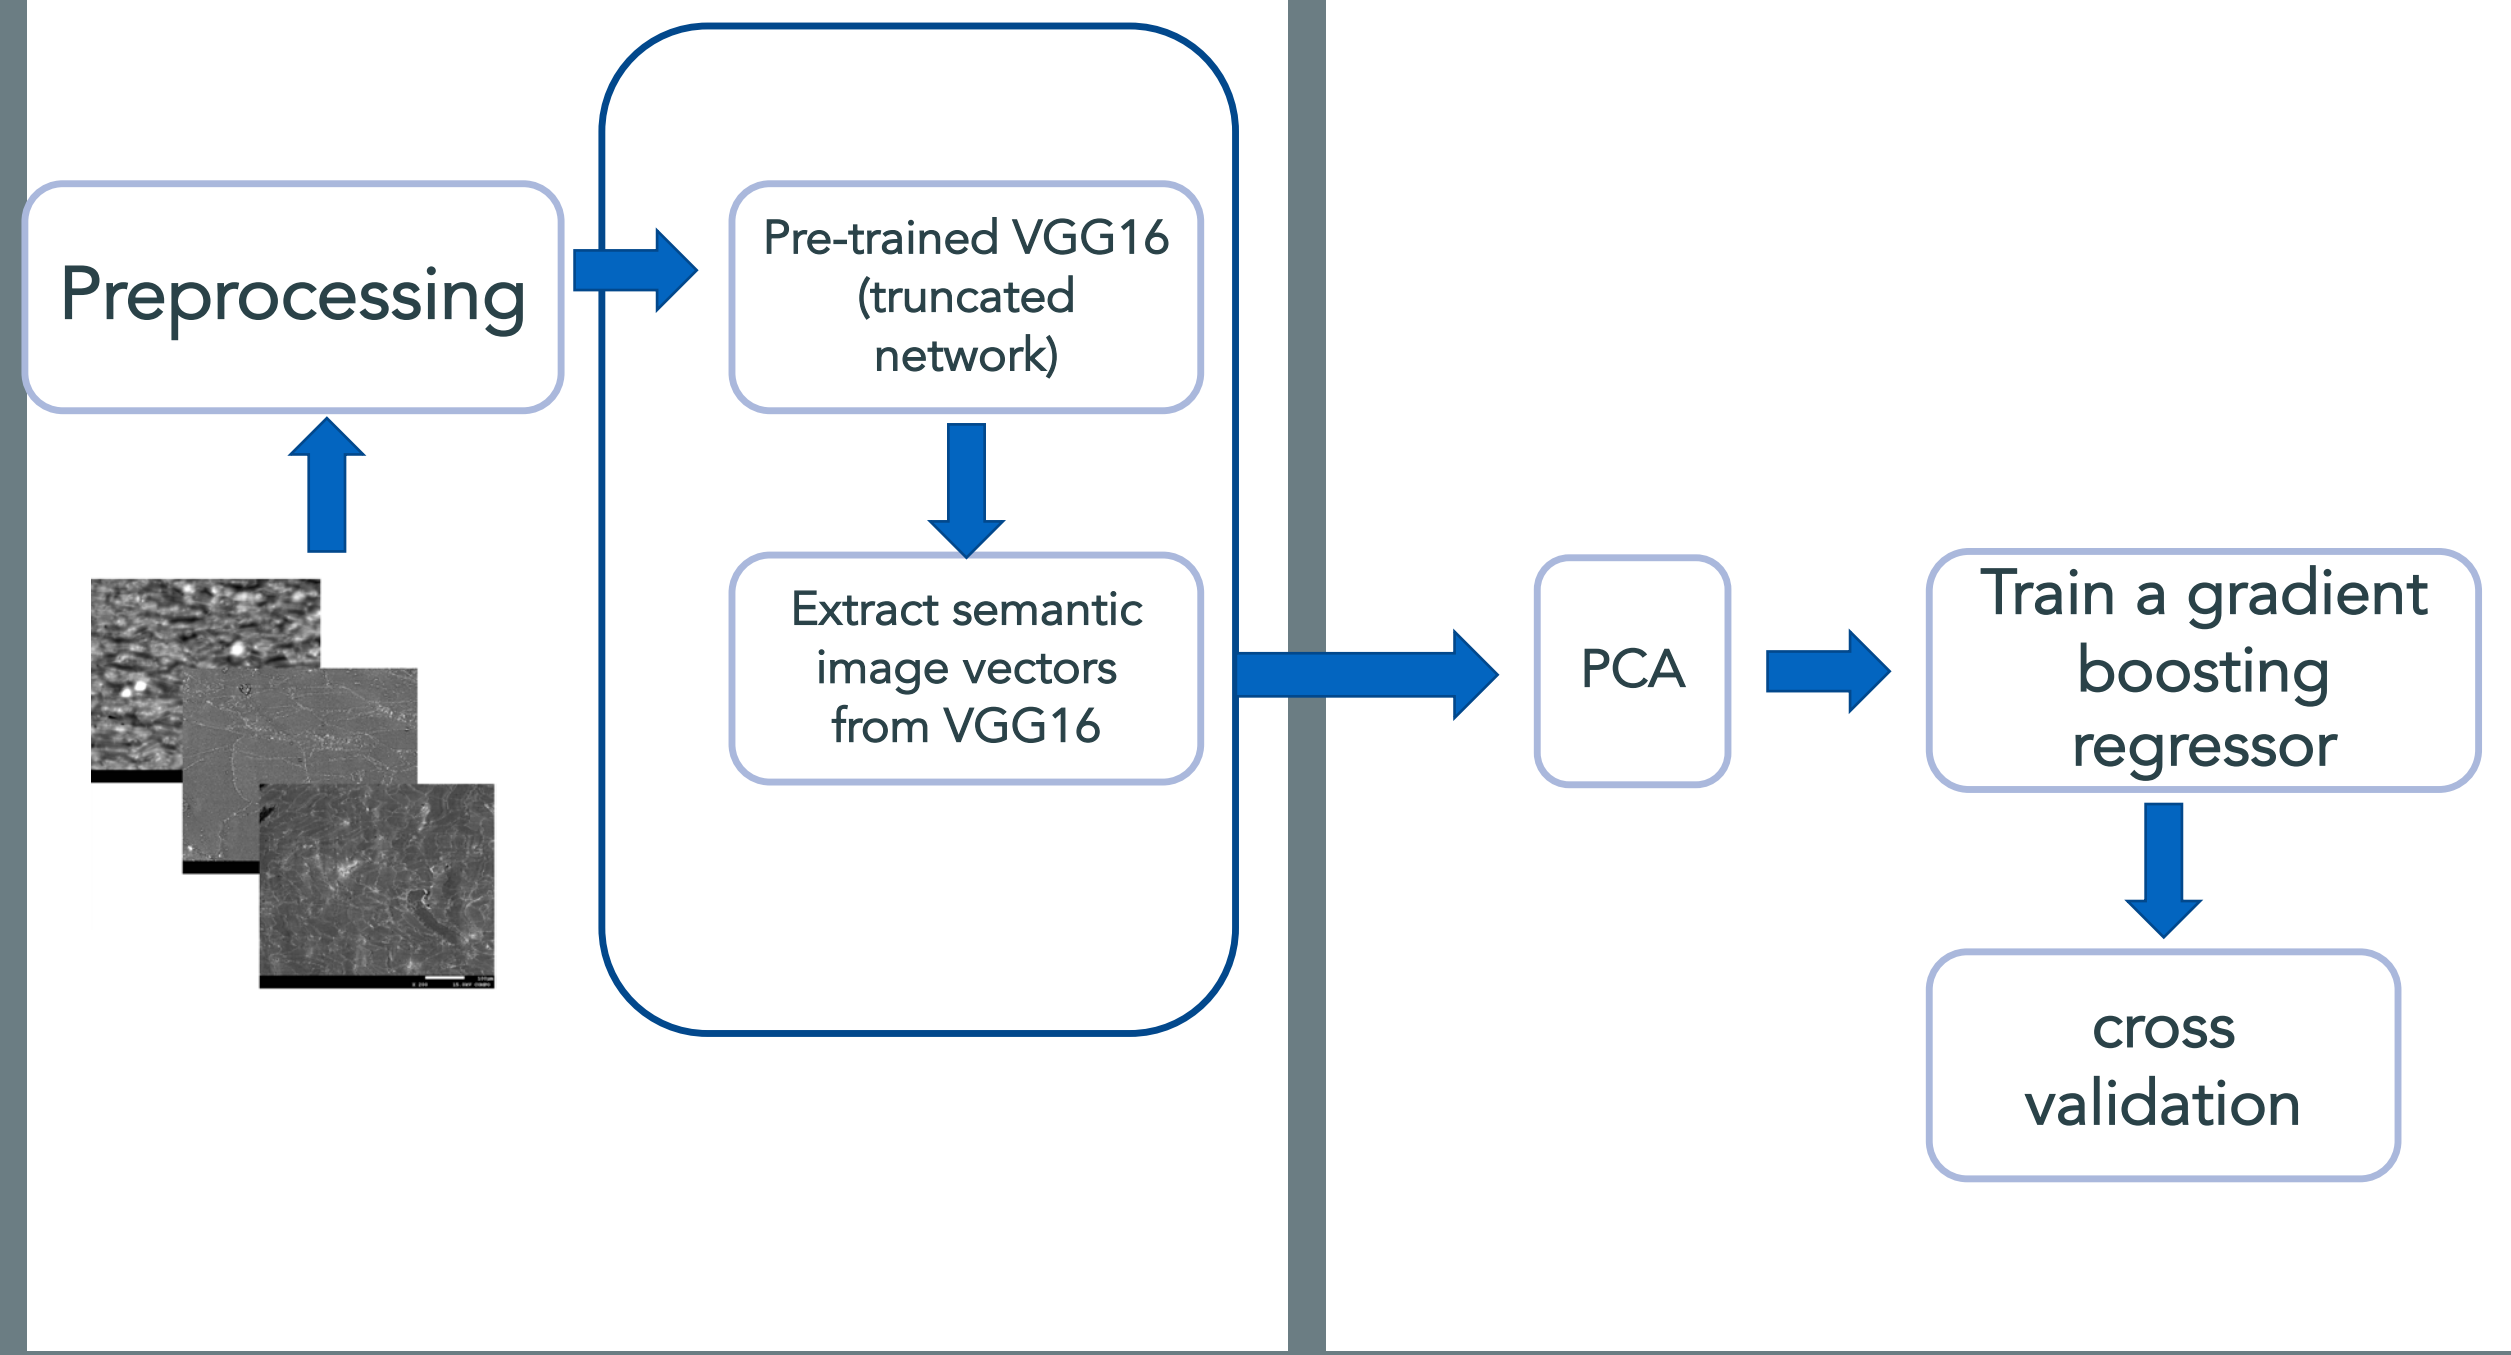 Preprocessing
Pre-trained VGG16
(truncated
network)
Extract semantic
image vectors
from VGG16
PCA
Train a gradient
boosting
regressor
cross
validation